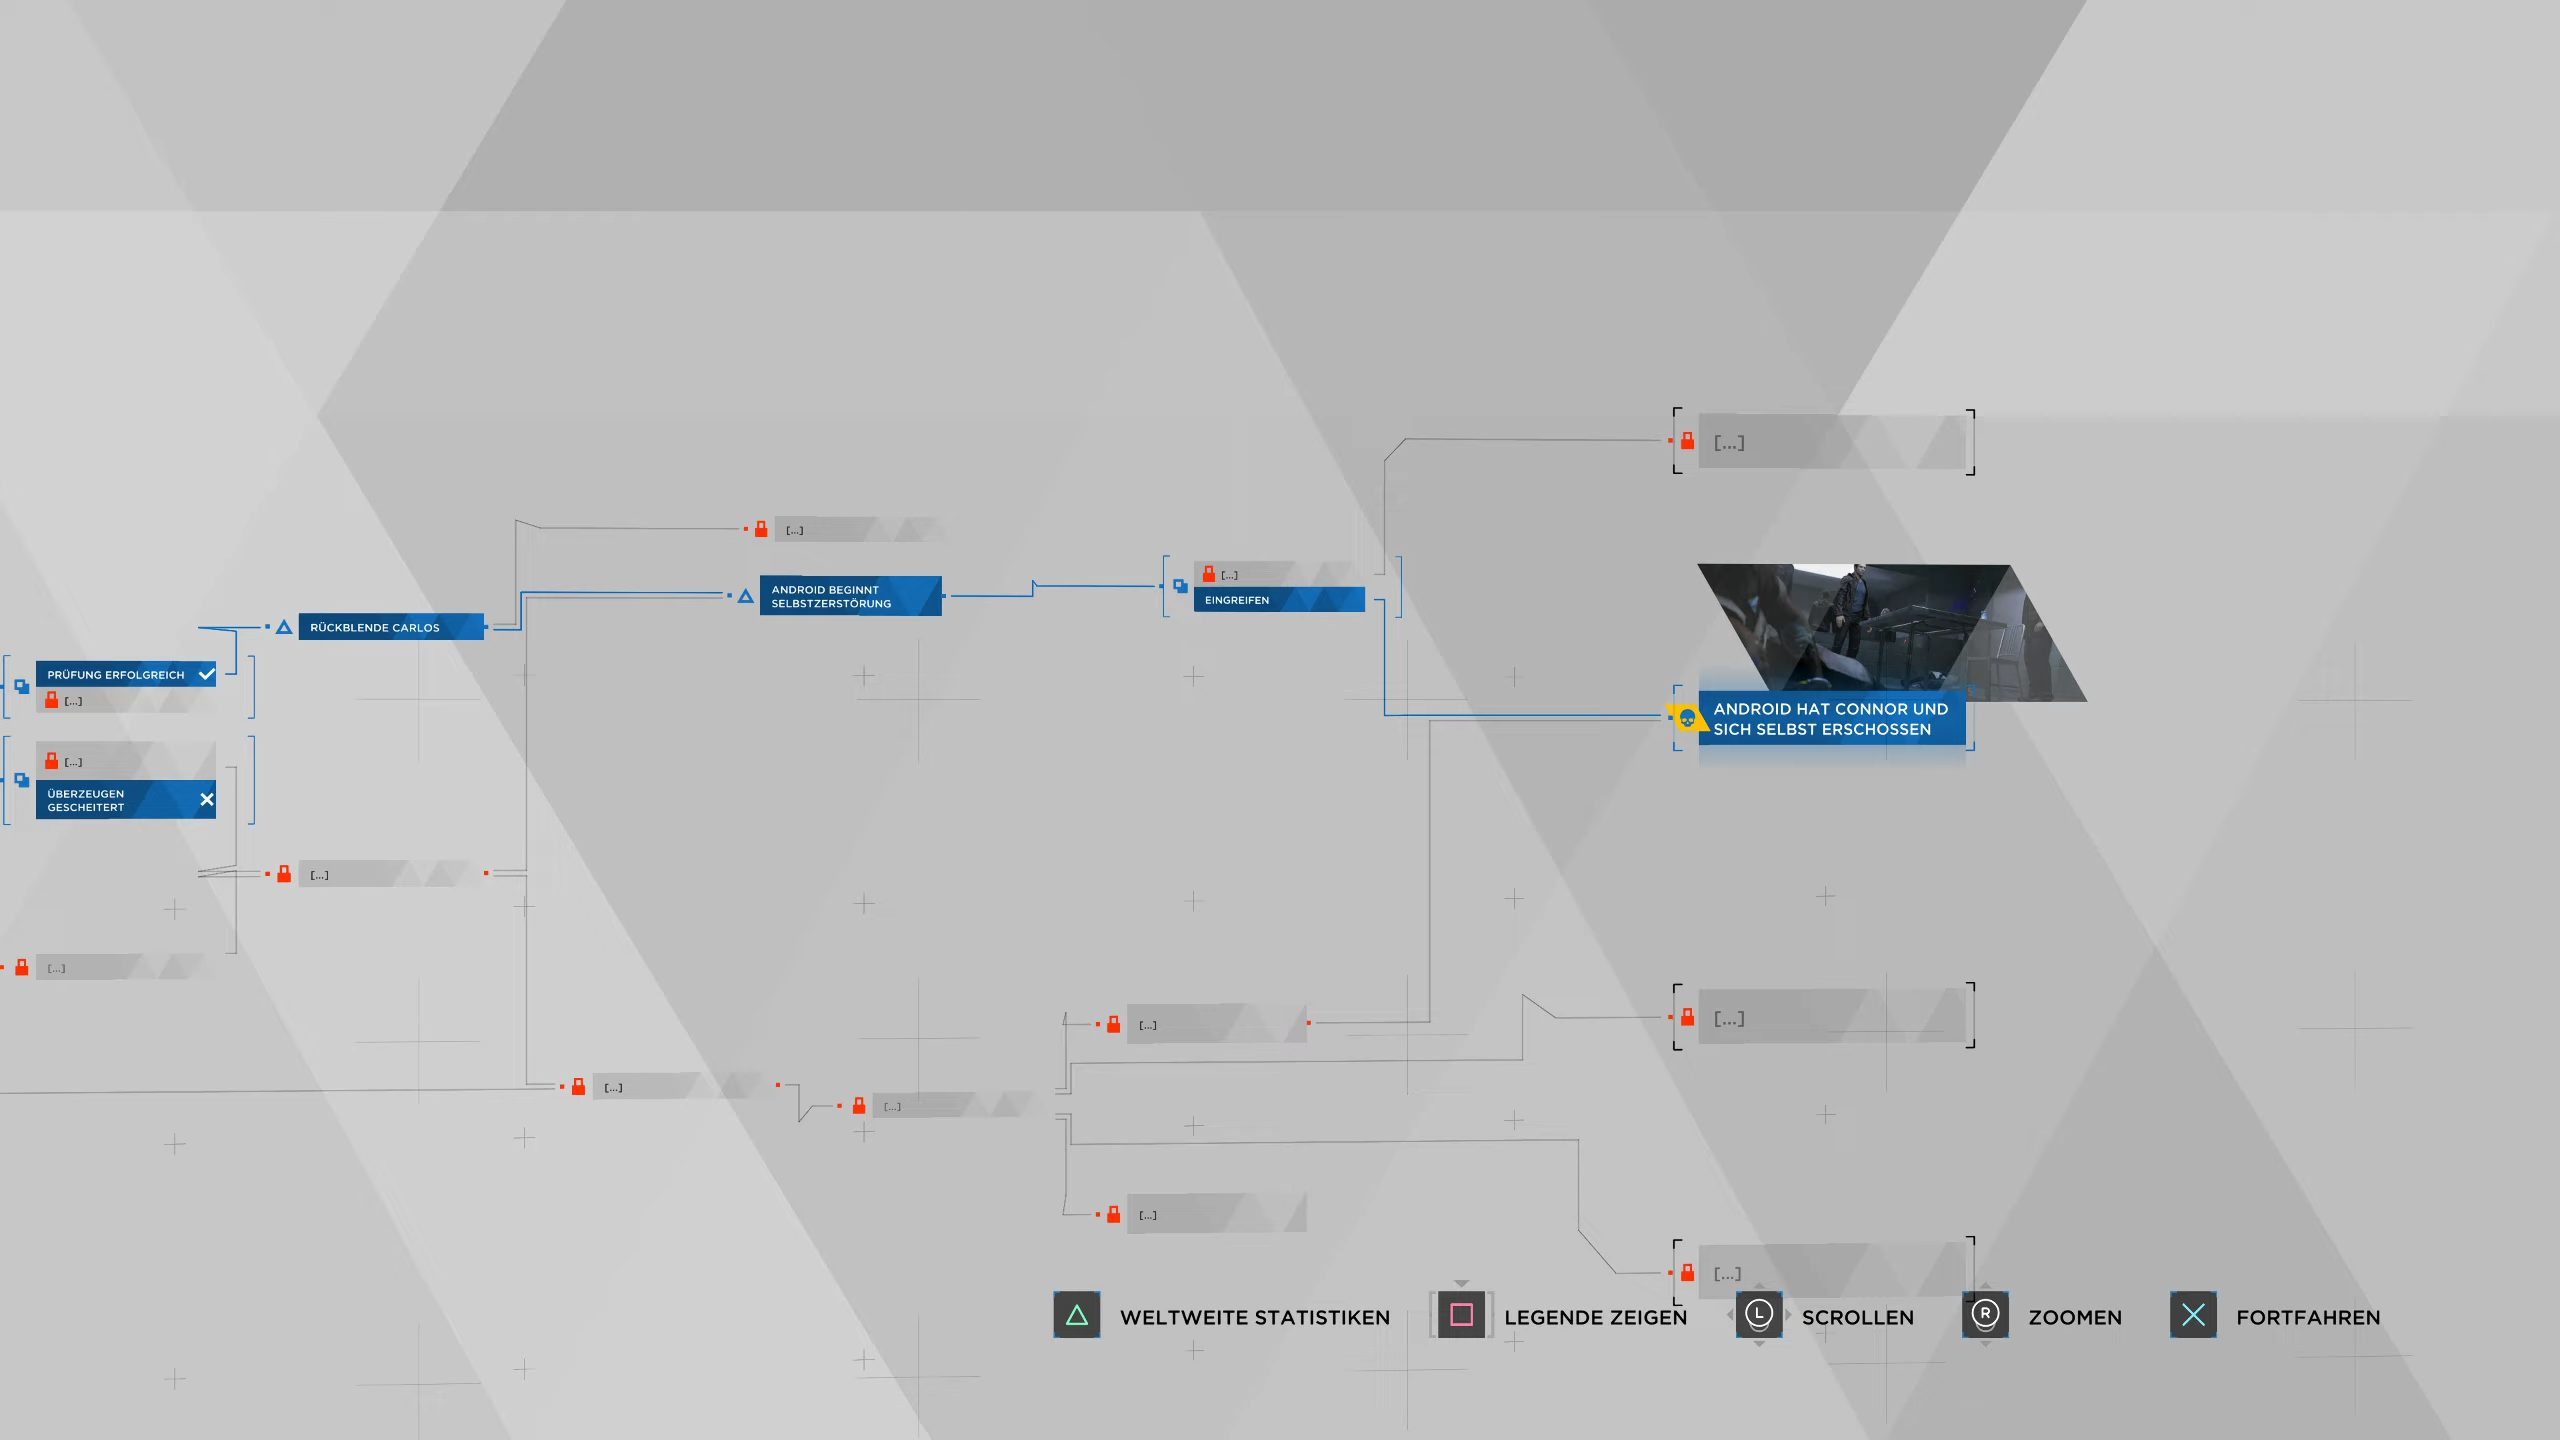 [...]
[...]
ANDROID BEGINNT
SELBSTZERSTÖRUNG
[...]
EINGREIFEN
RÜCKBLENDE CARLOS
PRÜFUNG ERFOLGREICH
[...]
ANDROID HAT CONNOR UND
SICH SELBST ERSCHOSSEN
[...]
ÜBERZEUGEN
GESCHEITERT
[...]
[...]
[...]
[...]
[...]
[...]
[...]
[...]
WELTWEITE STATISTIKEN
LEGENDE ZEIGEN
L
SCROLLEN
R
ZOOMEN
FORTFAHREN